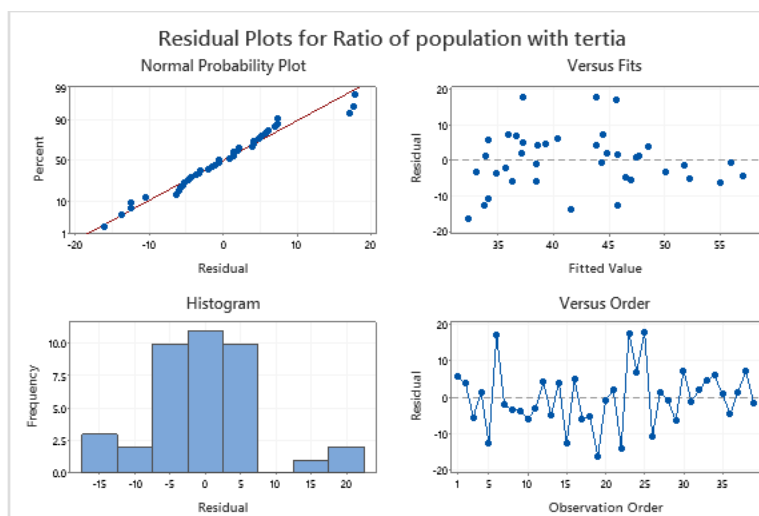 Residual Plots for Ratio of population with tertia
Normal Probability Plot
99
90
50
10
1
Percent
-20 -10 0 10 20
Residual
Versus Fits
20
10
0
-10
-20
Residual
35 40 45 50 55
Fitted Value
Histogram
10.0
7.5
5.0
2.5
0.0
Frequency
-15 -10 -5 0 5 10 15 20
Residual
Versus Order
20
10
0
-10
-20
Residual
1 5 10 15 20 25 30 35
Observation Order